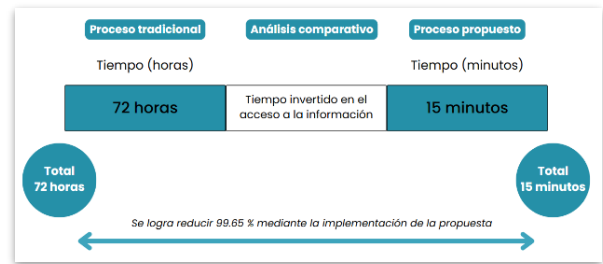 Proceso tradicional
Análisis comparativo
Proceso propuesto
Tiempo (horas)
Tiempo (minutos)
72 horas
Tiempo invertido en el
acceso a la información
15 minutos
Total
72 horas
Total
15 minutos
Se logra reducir 99.65 % mediante la implementación de la propuesta